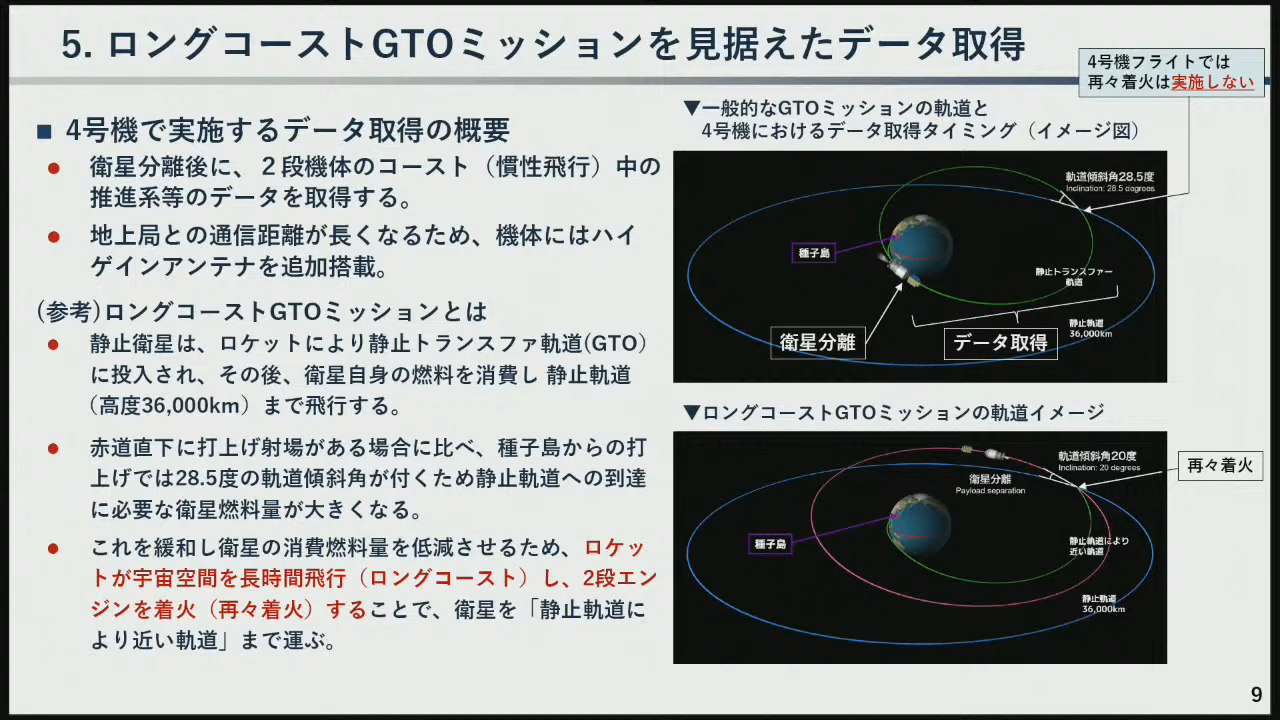 5. ロングコーストGTOミッションを見据えたデータ取得
4号機フライトでは
再々着火は実施しない
■ 4号機で実施するデータ取得の概要
● 衛星分離後に、２段機体のコースト（慣性飛行）中の
推進系等のデータを取得する。
● 地上局との通信距離が長くなるため、機体にはハイ
ゲインアンテナを追加搭載。
(参考)ロングコーストGTOミッションとは
● 静止衛星は、ロケットにより静止トランスファ軌道(GTO)
に投入され、その後、衛星自身の燃料を消費し 静止軌道
（高度36,000km）まで飛行する。
● 赤道直下に打上げ射場がある場合に比べ、種子島からの打
上げでは28.5度の軌道傾斜角が付くため静止軌道への到達
に必要な衛星燃料量が大きくなる。
● これを緩和し衛星の消費燃料量を低減させるため、ロケッ
トが宇宙空間を長時間飛行（ロングコースト）し、2段エン
ジンを着火（再々着火）することで、衛星を「静止軌道に
より近い軌道」まで運ぶ。
▼一般的なGTOミッションの軌道と
4号機におけるデータ取得タイミング（イメージ図）
軌道傾斜角28.5度
Inclination: 28.5 degrees
種子島
静止トランスファー
軌道
静止軌道
36,000km
衛星分離
データ取得
▼ロングコーストGTOミッションの軌道イメージ
軌道傾斜角20度
Inclination: 20 degrees
再々着火
衛星分離
Payload separation
種子島
静止軌道により
近い軌道
静止軌道
36,000km
9